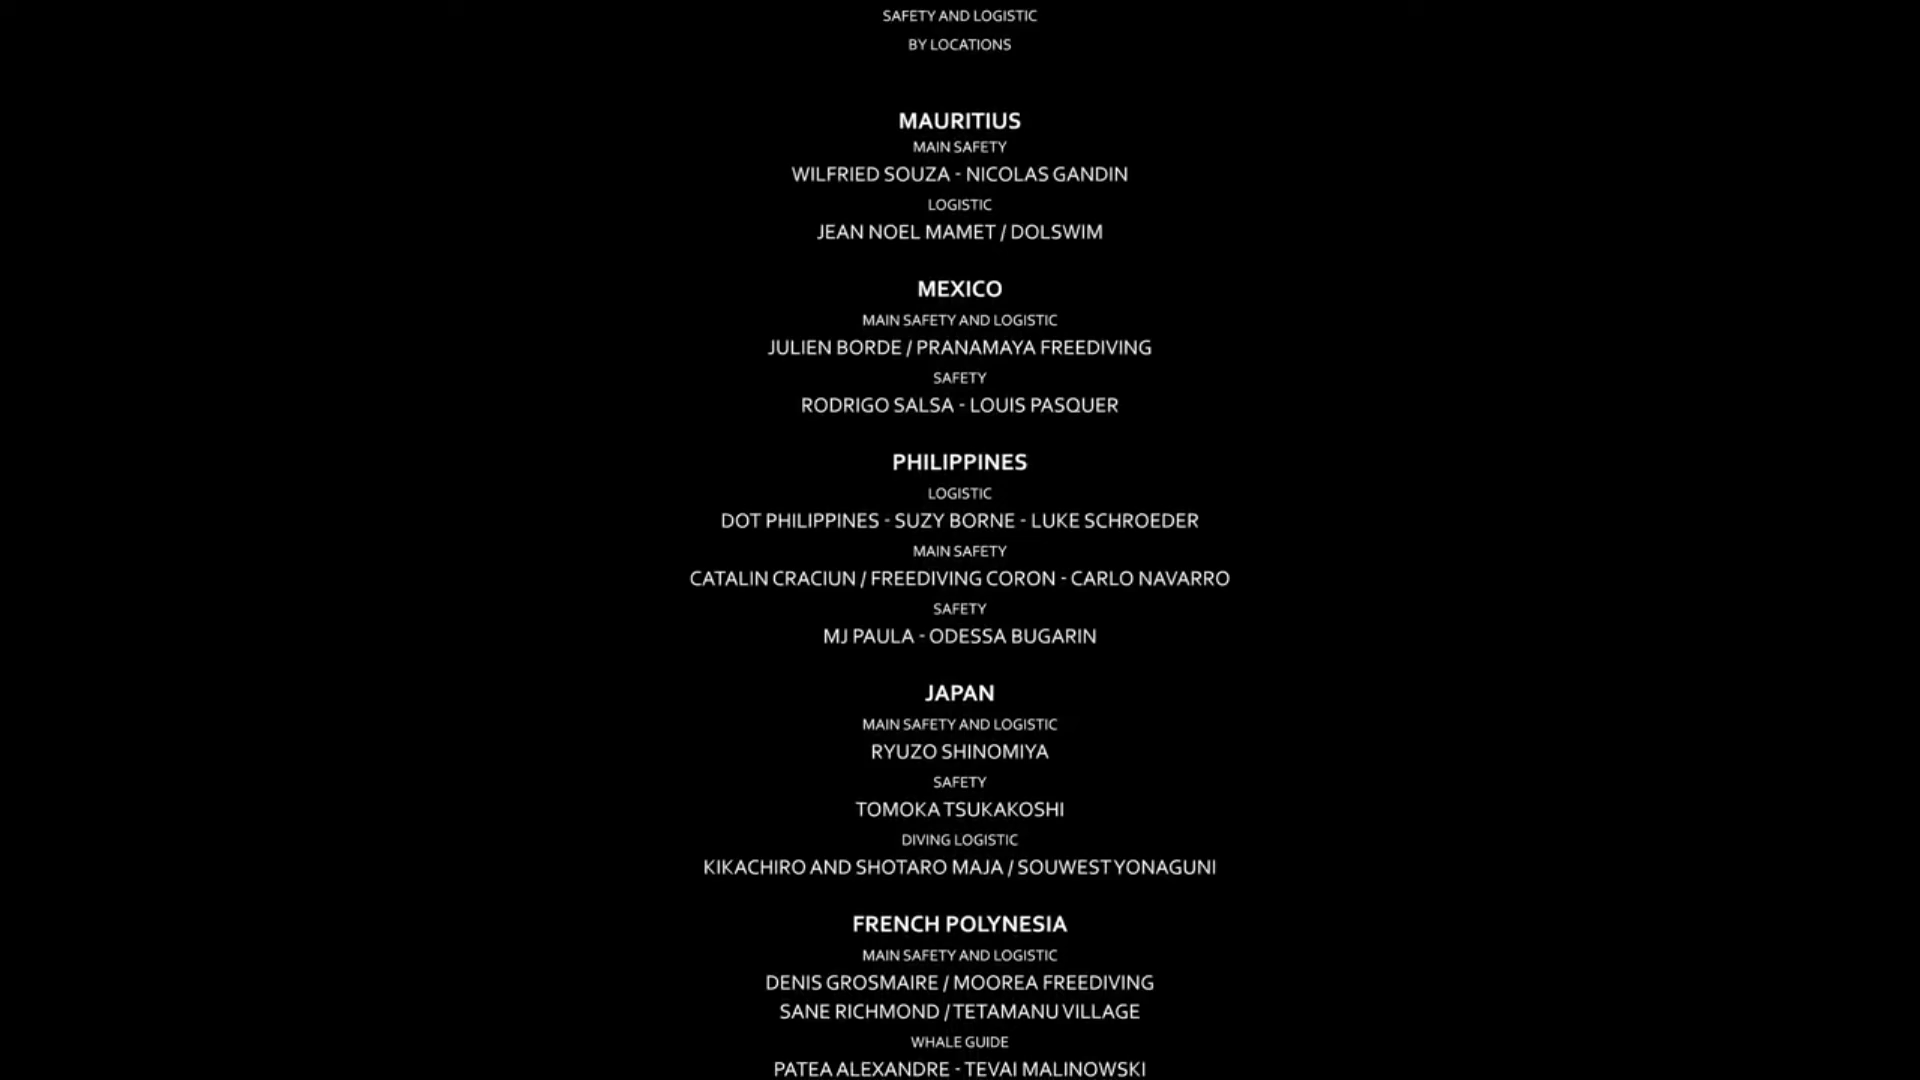 SAFETY AND LOGISTIC
BY LOCATIONS
MAURITIUS
MAIN SAFETY
WILFRIED SOUZA - NICOLAS GANDIN
LOGISTIC
JEAN NOEL MAMET / DOLSWIM
MEXICO
MAIN SAFETY AND LOGISTIC
JULIEN BORDE / PRANAMAYA FREEDIVING
SAFETY
RODRIGO SALSA - LOUIS PASQUER
PHILIPPINES
LOGISTIC
DOT PHILIPPINES - SUZY BORNE - LUKE SCHROEDER
MAIN SAFETY
CATALIN CRACIUN / FREEDIVING CORON - CARLO NAVARRO
SAFETY
MJ PAULA - ODESSA BUGARIN
JAPAN
MAIN SAFETY AND LOGISTIC
RYUZO SHINOMIYA
SAFETY
TOMOKA TSUKAKOSHI
DIVING LOGISTIC
KIKACHIRO AND SHOTARO MAJA / SOUWEST YONAGUNI
FRENCH POLYNESIA
MAIN SAFETY AND LOGISTIC
DENIS GROSMAIRE / MOOREA FREEDIVING
SANE RICHMOND / TETAMANU VILLAGE
WHALE GUIDE
PATEA ALEXANDRE - TEVAI MALINOWSKI